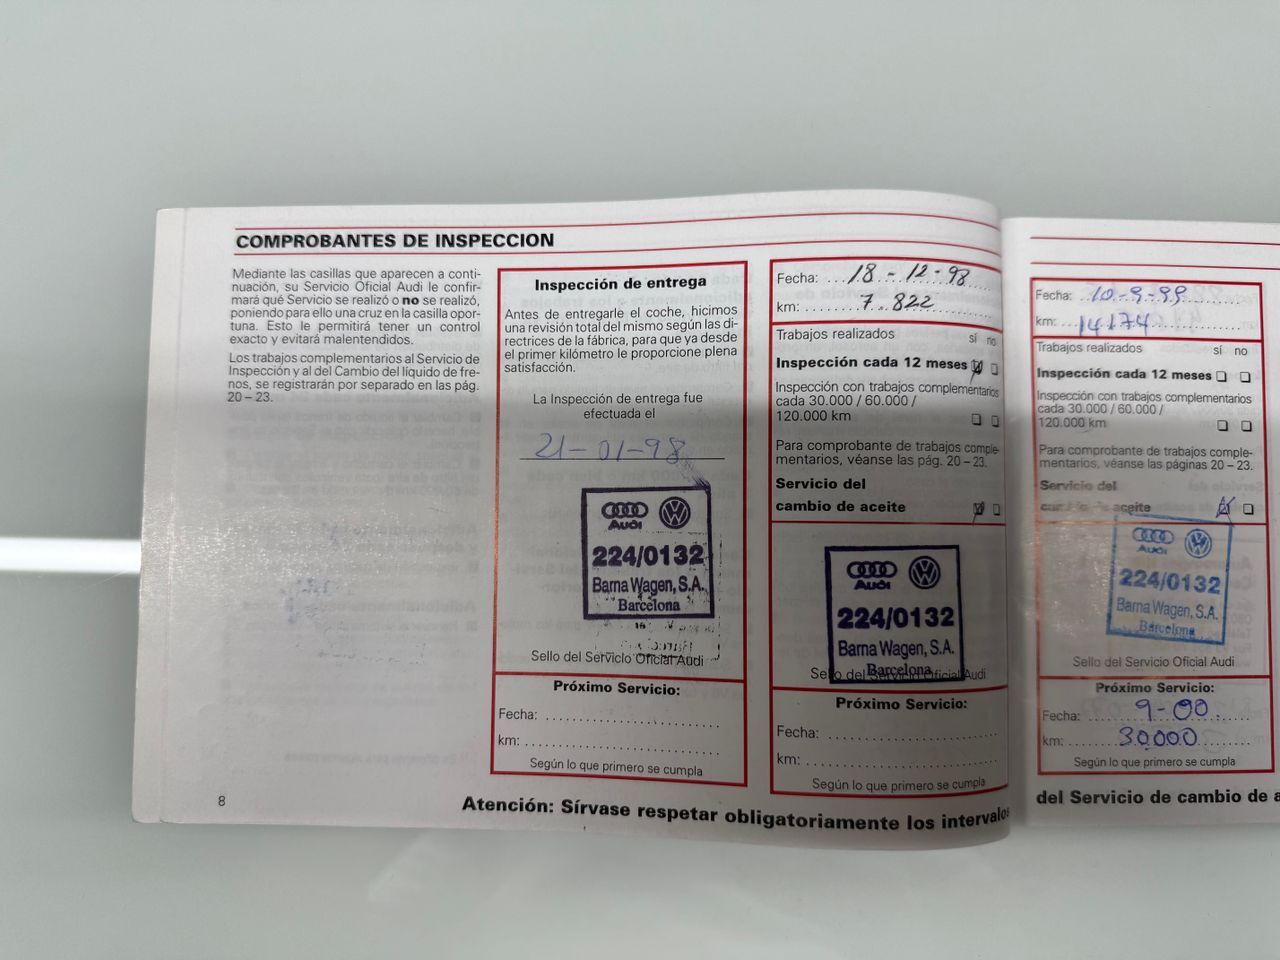 COMPROBANTES DE INSPECCION
Mediante las casillas que aparecen a conti-
nuación, su Servicio Oficial Audi le confir-
mará qué Servicio se realizó o no se realizó,
poniendo para ello una cruz en la casilla opor-
tuna. Esto le permitirá tener un control
exacto y evitará malentendidos.
Los trabajos complementarios al Servicio de
Inspección y al del Cambio del líquido de fre-
nos, se registrarán por separado en las pág.
20 – 23.
8
Inspección de entrega
Antes de entregarle el coche, hicimos
una revisión total del mismo según las di-
rectrices de la fábrica, para que ya desde
el primer kilómetro le proporcione plena
satisfacción.
La Inspección de entrega fue
efectuada el
21-01-98
Audi
224/0132
Barna Wagen, S.A.
Barcelona
Sello del Servicio Oficial Audi
Próximo Servicio:
Fecha:
km:
Según lo que primero se cumpla
Fecha: 18-12-98
km: 7.822
Trabajos realizados sí no
Inspección cada 12 meses
Inspección con trabajos complementarios
cada 30.000 / 60.000 /
120.000 km
Para comprobante de trabajos comple-
mentarios, véanse las pág. 20 – 23.
Servicio del
cambio de aceite
Audi
224/0132
Barna Wagen, S.A.
Barcelona
Sello del Servicio Oficial Audi
Próximo Servicio:
Fecha:
km:
Según lo que primero se cumpla
Fecha: 10-9-99
km: 14174
Trabajos realizados sí no
Inspección cada 12 meses
Inspección con trabajos complementarios
cada 30.000 / 60.000 /
120.000 km
Para comprobante de trabajos comple-
mentarios, véanse las páginas 20 – 23.
Servicio del
cambio de aceite
Audi
224/0132
Barna Wagen, S.A.
Barcelona
Sello del Servicio Oficial Audi
Próximo Servicio:
Fecha: 9-00
km: 30000
Según lo que primero se cumpla
Atención: Sírvase respetar obligatoriamente los intervalos
del Servicio de cambio de a